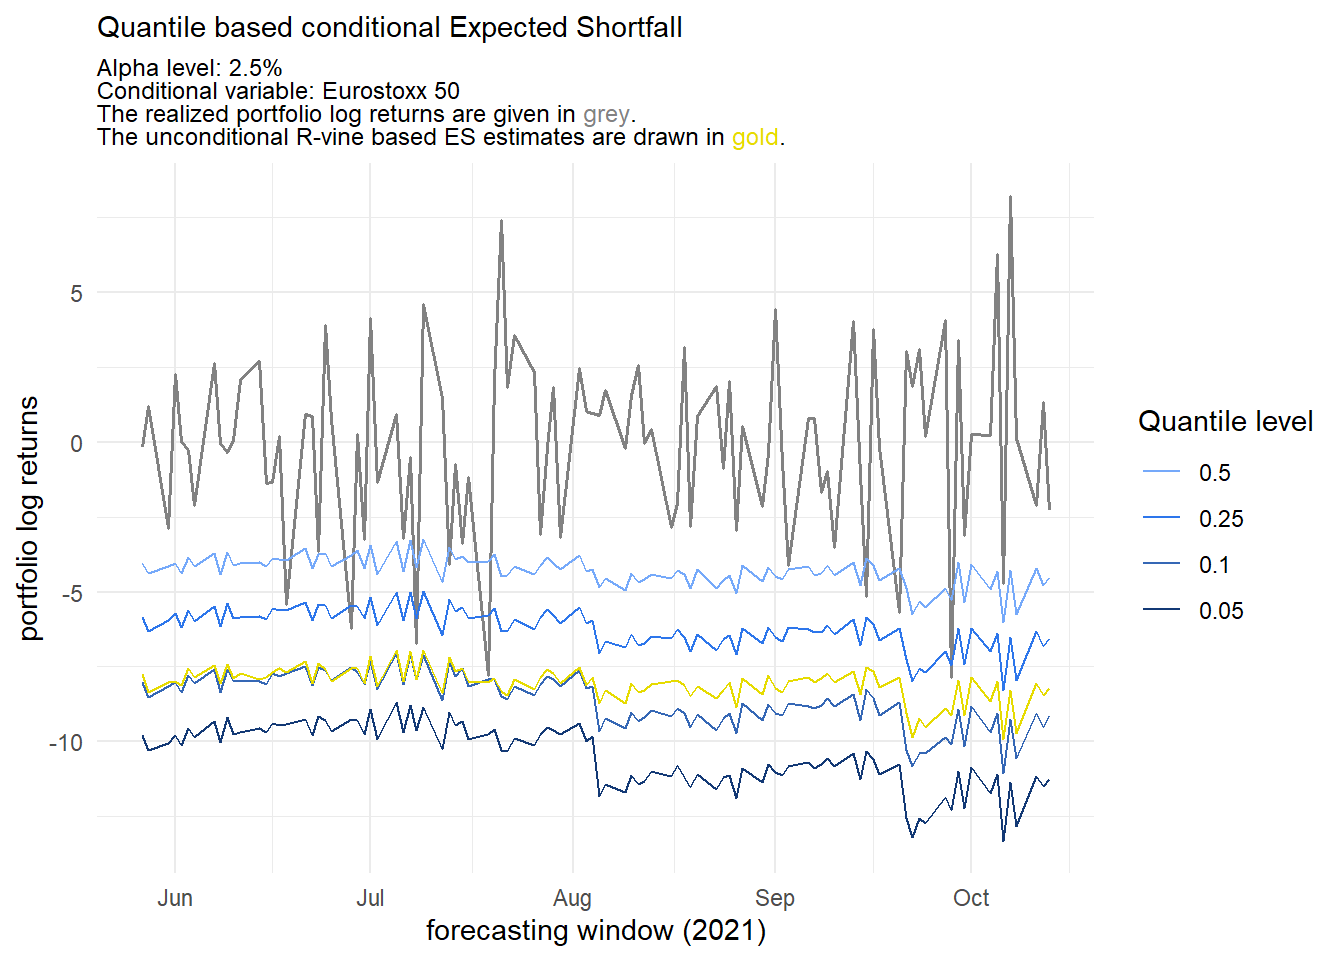 Quantile based conditional Expected Shortfall
Alpha level: 2.5%
Conditional variable: Eurostoxx 50
The realized portfolio log returns are given in grey.
The unconditional R-vine based ES estimates are drawn in gold.
portfolio log returns
5
0
-5
-10
Jun
Jul
Aug
Sep
Oct
forecasting window (2021)
Quantile level
0.5
0.25
0.1
0.05